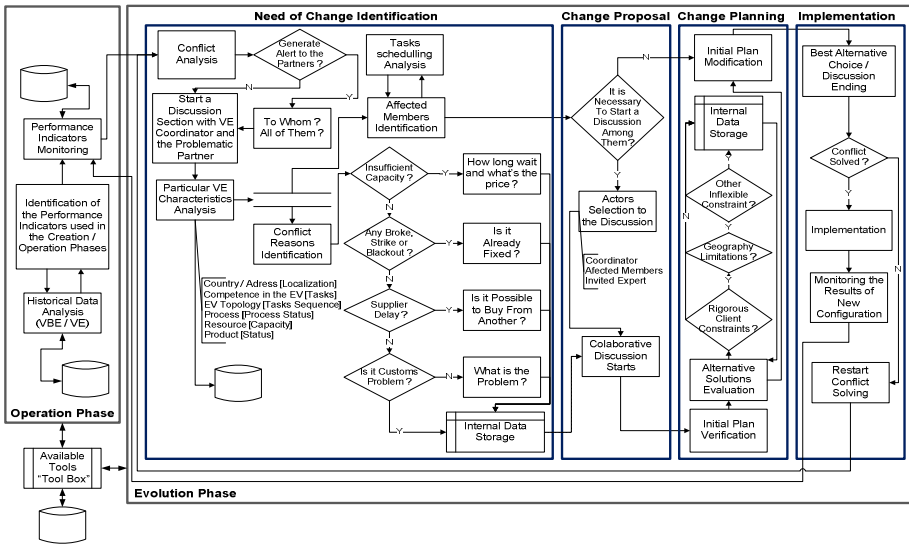 Need of Change Identification
Change Proposal
Change Planning
Implementation
Conflict
Analysis
Generate
Alert to the
Partners ?
Tasks
schedulling
Analysis
N
Y
Start a
Discussion
Section with VE
Coordinator and
the Problematic
Partner
To Whom ?
All of Them ?
Affected
Members
Identification
Particular VE
Characteristics
Analysis
Conflict
Reasons
Identification
Country / Adress [Localization]
Competence in the EV [Tasks]
EV Topology [Tasks Sequence]
Process [Process Status]
Resource [Capacity]
Product [Status]
Insufficient
Capacity ?
Y
How long wait
and what's the
price ?
N
Any Broke,
Strike or
Blackout ?
Y
Is it
Already
Fixed ?
N
Supplier
Delay ?
Y
Is it Possible
to Buy From
Another ?
N
Is it Customs
Problem ?
N
What is the
Problem ?
Y
Internal Data
Storage
N
It is
Necessary
To Start a
Discussion
Among
Them ?
Y
Actors
Selection to
the Discussion
Coordinator
Afected Members
Invited Expert
Colaborative
Discussion
Starts
Initial Plan
Modification
Internal
Data
Storage
Y
Other
Inflexible
Constraint ?
N
Y
Geography
Limitations ?
Y
Rigorous
Client
Constraints ?
Alternative
Solutions
Evaluation
Initial Plan
Verification
Best Alternative
Choice /
Discussion
Ending
Conflict
Solved ?
Y
N
Implementation
Monitoring the
Results of
New
Configuration
Restart
Conflict
Solving
Performance
Indicators
Monitoring
Identification
of the
Performance
Indicators used in
the Creation /
Operation Phases
Historical Data
Analysis
(VBE / VE)
Operation Phase
Available
Tools
“Tool Box”
Evolution Phase